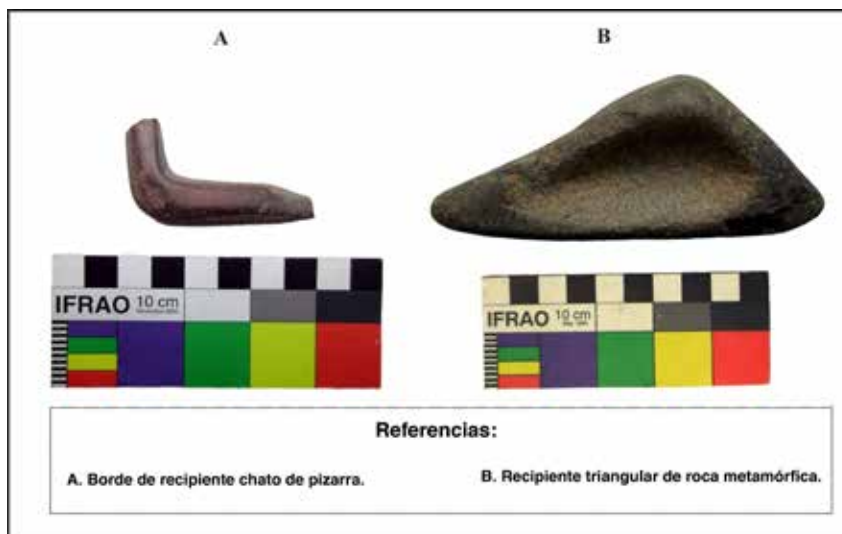 A
B
IFRAO 10 cm
IFRAO 10 cm
Referencias:
A. Borde de recipiente chato de pizarra.
B. Recipiente triangular de roca metamórfica.